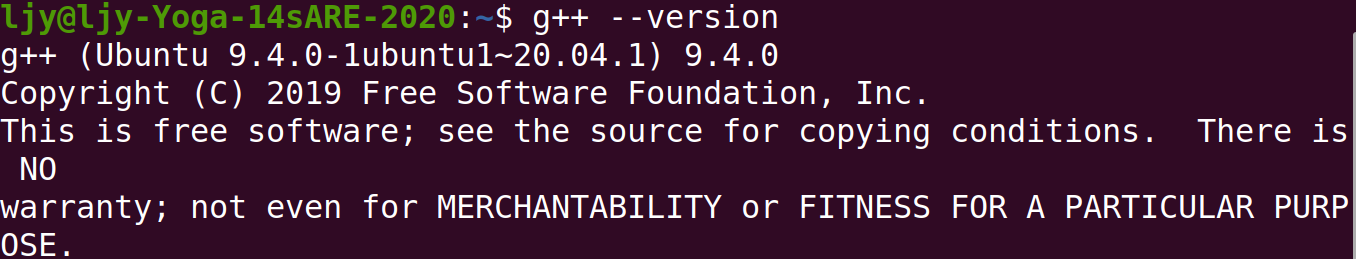 ljy@ljy-Yoga-14sARE-2020:~$ g++ --version
g++ (Ubuntu 9.4.0-1ubuntu1~20.04.1) 9.4.0
Copyright (C) 2019 Free Software Foundation, Inc.
This is free software; see the source for copying conditions.  There is
 NO
warranty; not even for MERCHANTABILITY or FITNESS FOR A PARTICULAR PURP
OSE.